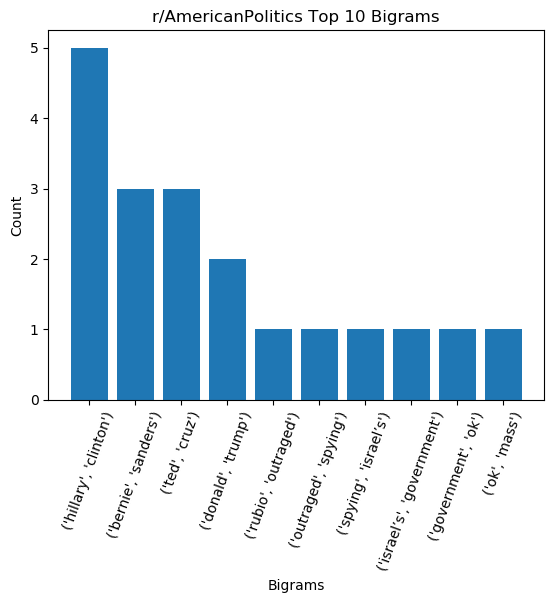 r/AmericanPolitics Top 10 Bigrams
5
4
3
2
1
0
Count
('hillary', 'clinton')
('bernie', 'sanders')
('ted', 'cruz')
('donald', 'trump')
('rubio', 'outraged')
('outraged', 'spying')
('spying', 'israel's')
('israel's', 'government')
('government', 'ok')
('ok', 'mass')
Bigrams